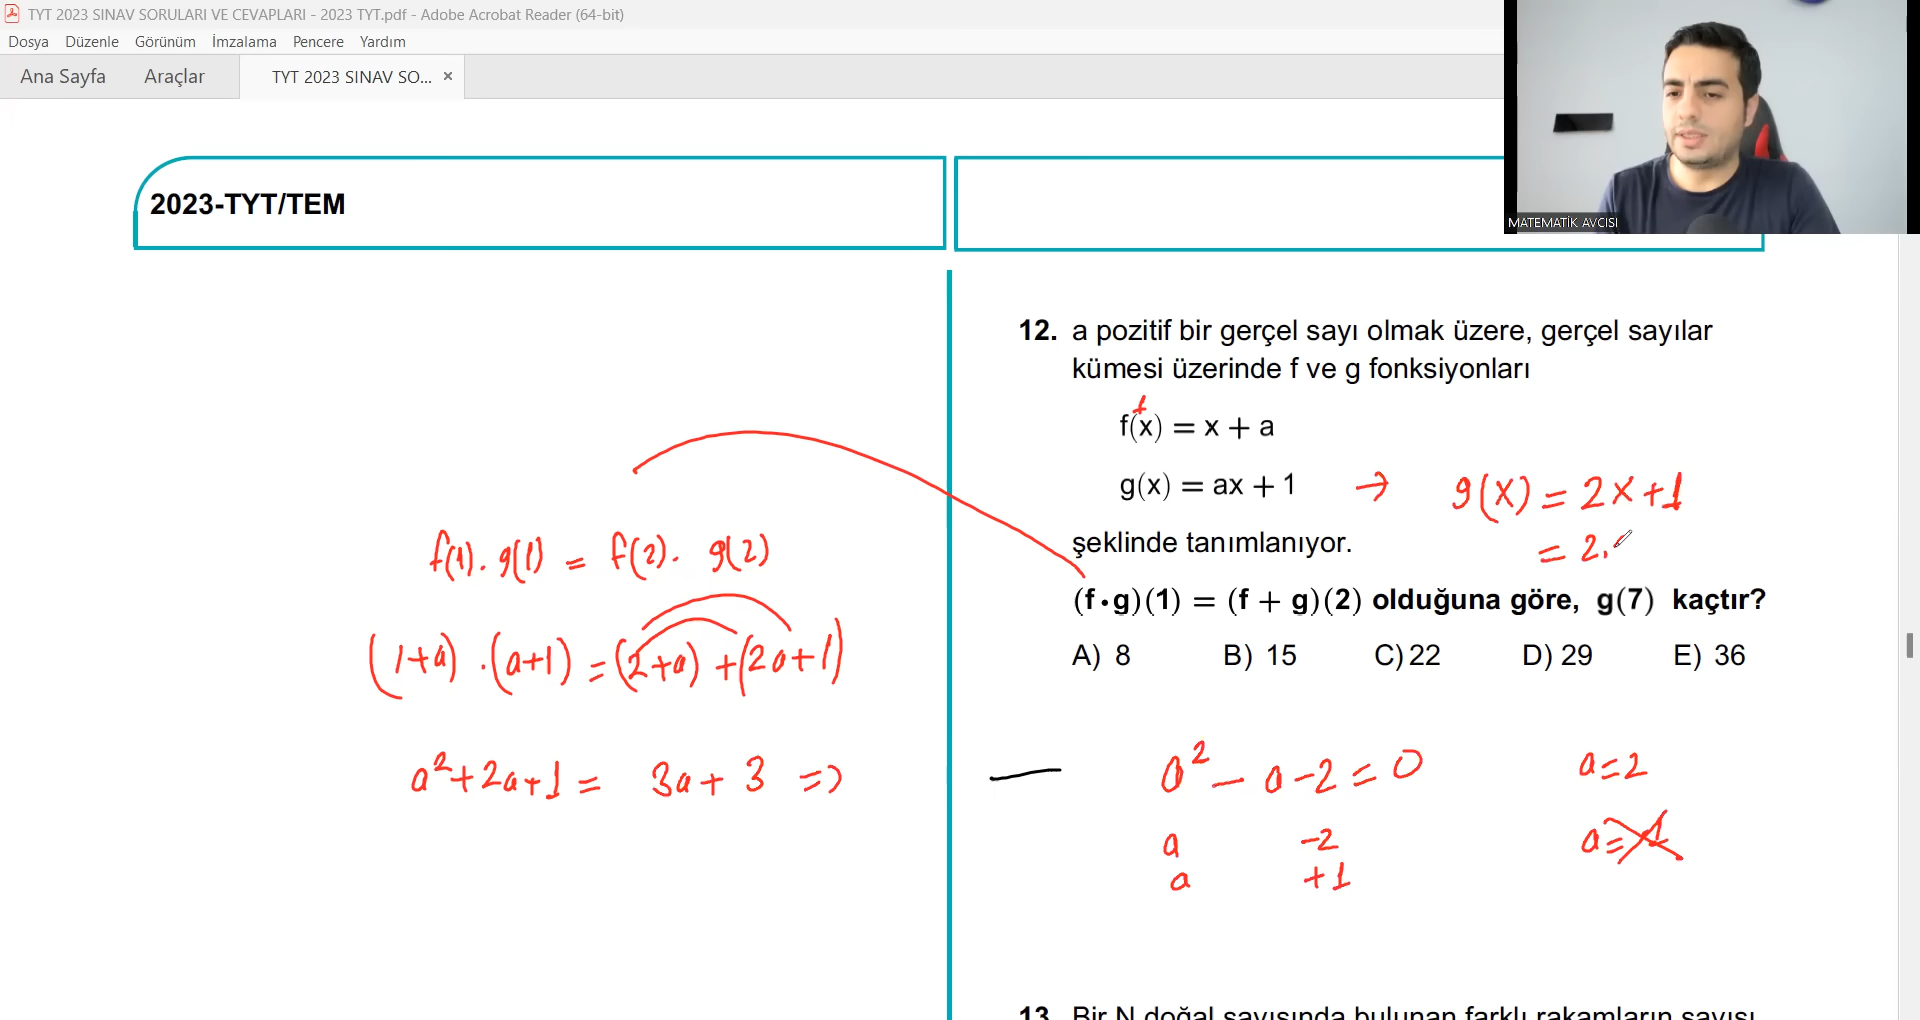 TYT 2023 SINAV SORULARI VE CEVAPLARI - 2023 TYT.pdf - Adobe Acrobat Reader (64-bit)
Dosya Düzenle Görünüm İmzalama Pencere Yardım
Ana Sayfa Araçlar TYT 2023 SINAV SO... ×
MATEMATİK AVCISI
2023-TYT/TEM
f(1). g(1) = f(2). g(2)
(1+a) .(a+1) = (2+a) + (2a+1)
a²+2a+1 = 3a+3 =>
12. a pozitif bir gerçel sayı olmak üzere, gerçel sayılar
kümesi üzerinde f ve g fonksiyonları
f(x) = x + a
g(x) = ax + 1 → g(x) = 2x+1
= 2.
şeklinde tanımlanıyor.
(f•g)(1) = (f + g)(2) olduğuna göre, g(7) kaçtır?
A) 8 B) 15 C) 22 D) 29 E) 36
a² - a - 2 = 0 a=2
a -2 a=
a +1
13. Bir N doğal sayısında bulunan farklı rakamların sayısı